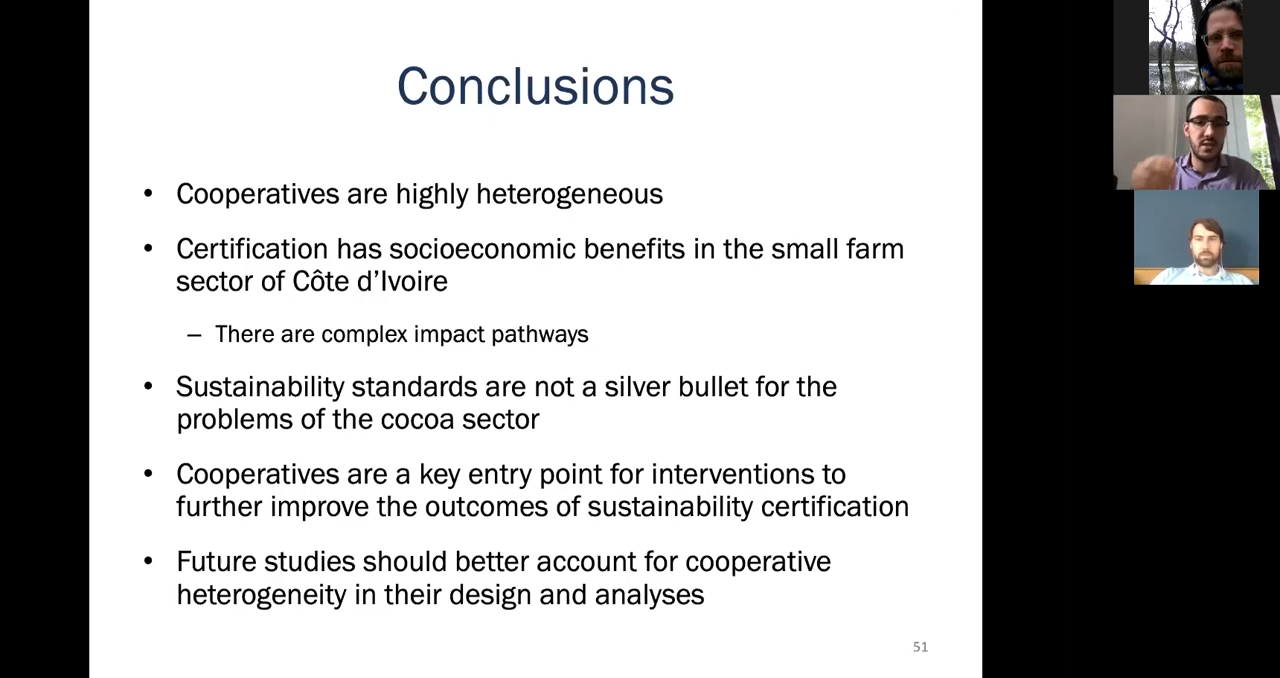 Conclusions
• Cooperatives are highly heterogeneous
• Certification has socioeconomic benefits in the small farm
sector of Côte d’Ivoire
– There are complex impact pathways
• Sustainability standards are not a silver bullet for the
problems of the cocoa sector
• Cooperatives are a key entry point for interventions to
further improve the outcomes of sustainability certification
• Future studies should better account for cooperative
heterogeneity in their design and analyses
51